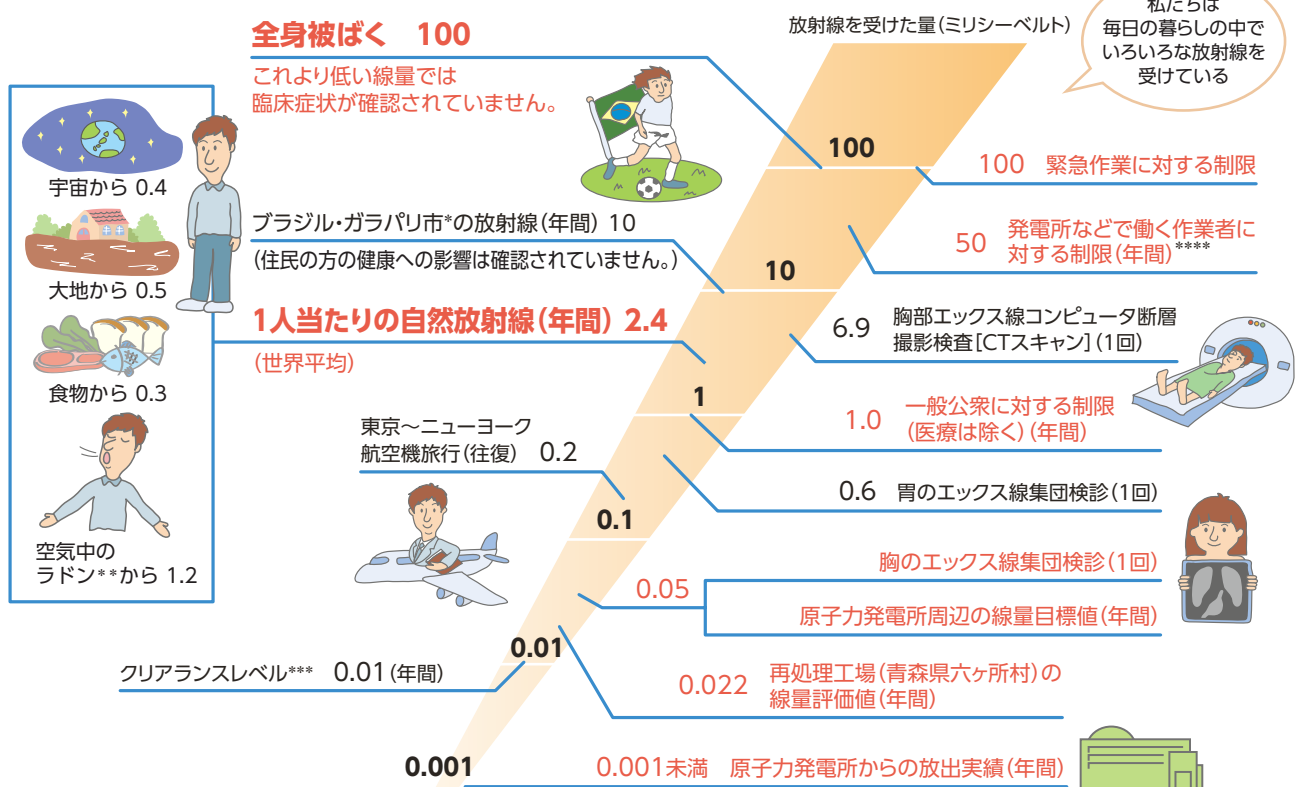 放射線を受けた量(ミリシーベルト)
私たちは
毎日の暮らしの中で
いろいろな放射線を
受けている
全身被ばく 100
これより低い線量では
臨床症状が確認されていません。
宇宙から 0.4
大地から 0.5
食物から 0.3
空気中の
ラドン**から 1.2
ブラジル・ガラパリ市*の放射線(年間) 10
(住民の方の健康への影響は確認されていません。)
1人当たりの自然放射線(年間) 2.4
(世界平均)
東京~ニューヨーク
航空機旅行(往復) 0.2
クリアランスレベル*** 0.01(年間)
100
10
1
0.1
0.01
0.001
100 緊急作業に対する制限
50 発電所などで働く作業者に
対する制限(年間)****
6.9 胸部エックス線コンピュータ断層
撮影検査[CTスキャン](1回)
1.0 一般公衆に対する制限
(医療は除く)(年間)
0.6 胃のエックス線集団検診(1回)
0.05
胸のエックス線集団検診(1回)
原子力発電所周辺の線量目標値(年間)
0.022 再処理工場(青森県六ヶ所村)の
線量評価値(年間)
0.001未満 原子力発電所からの放出実績(年間)